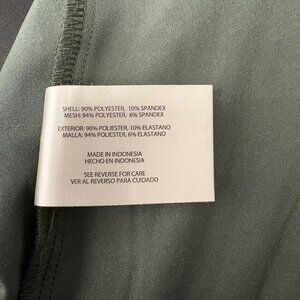 SHELL: 90% POLYESTER, 10% SPANDEX
MESH: 94% POLYESTER, 6% SPANDEX
EXTERIOR: 90% POLIESTER, 10% ELASTANO
MALLA: 94% POLIESTER, 6% ELASTANO
MADE IN INDONESIA
HECHO EN INDONESIA
SEE REVERSE FOR CARE
VER AL REVERSO PARA CUIDADO